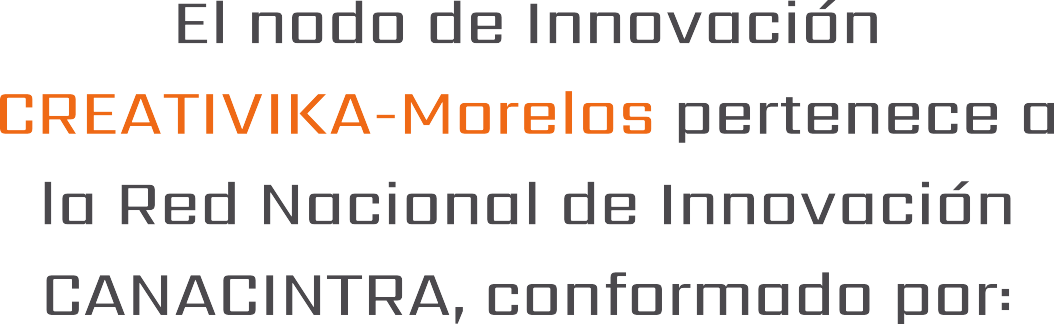 El nodo de Innovación
CREATIVIKA-Morelos pertenece a
la Red Nacional de Innovación
CANACINTRA, conformado por: